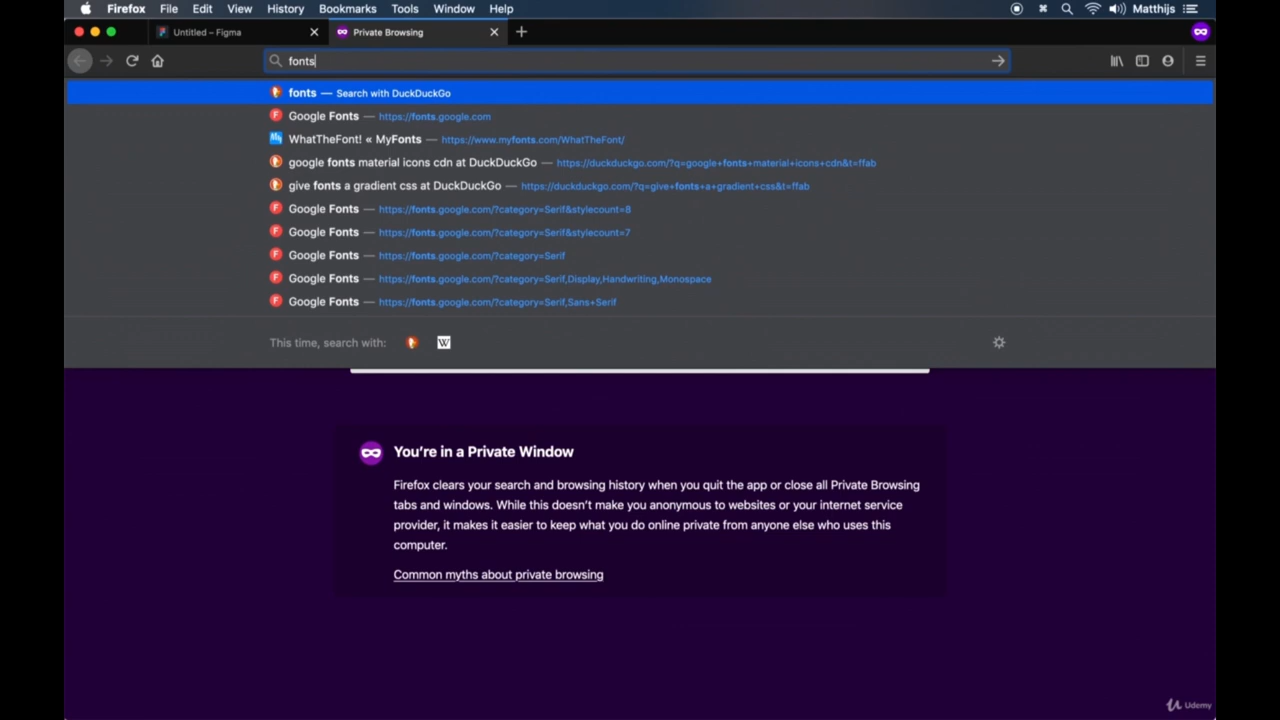 Firefox File Edit View History Bookmarks Tools Window Help Matthijs
Untitled – Figma
Private Browsing
fonts
fonts — Search with DuckDuckGo
Google Fonts — https://fonts.google.com
WhatTheFont! « MyFonts — https://www.myfonts.com/WhatTheFont/
google fonts material icons cdn at DuckDuckGo — https://duckduckgo.com/?q=google+fonts+material+icons+cdn&t=ffab
give fonts a gradient css at DuckDuckGo — https://duckduckgo.com/?q=give+fonts+a+gradient+css&t=ffab
Google Fonts — https://fonts.google.com/?category=Serif&stylecount=8
Google Fonts — https://fonts.google.com/?category=Serif&stylecount=7
Google Fonts — https://fonts.google.com/?category=Serif
Google Fonts — https://fonts.google.com/?category=Serif,Display,Handwriting,Monospace
Google Fonts — https://fonts.google.com/?category=Serif,Sans+Serif
This time, search with: W
You're in a Private Window
Firefox clears your search and browsing history when you quit the app or close all Private Browsing
tabs and windows. While this doesn't make you anonymous to websites or your internet service
provider, it makes it easier to keep what you do online private from anyone else who uses this
computer.
Common myths about private browsing
Udemy